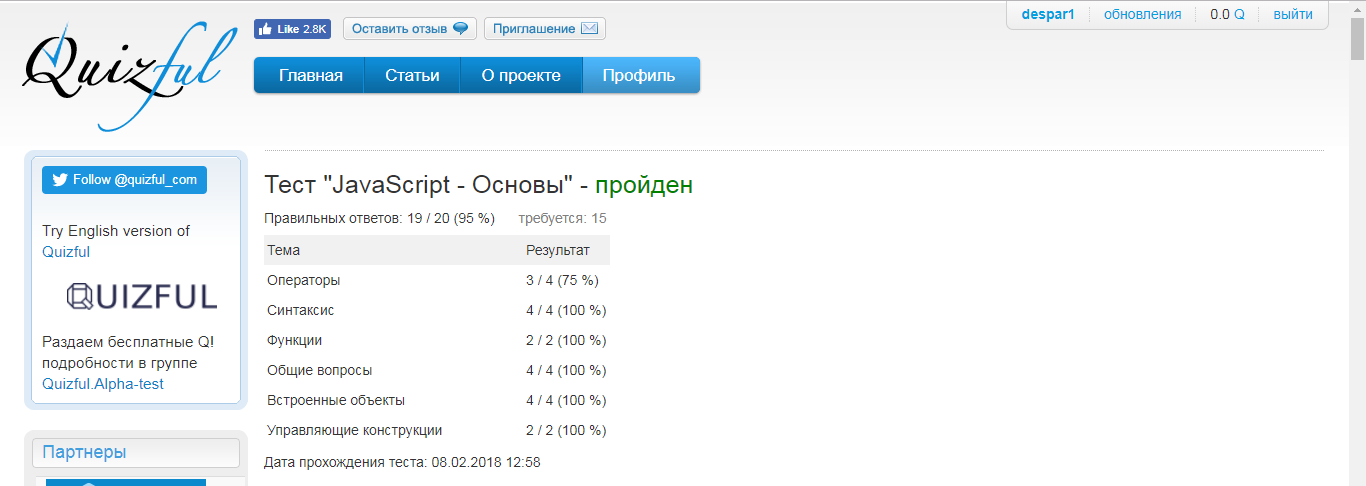 Quizful
Like 2.8K
Оставить отзыв
Приглашение
despar1
обновления
0.0 Q
выйти
Главная
Статьи
О проекте
Профиль
Follow @quizful_com
Try English version of
Quizful
QUIZFUL
Раздаем бесплатные Q!
подробности в группе
Quizful.Alpha-test
Партнеры
Тест "JavaScript - Основы" - пройден
Правильных ответов: 19 / 20 (95 %) требуется: 15
Тема Результат
Операторы 3 / 4 (75 %)
Синтаксис 4 / 4 (100 %)
Функции 2 / 2 (100 %)
Общие вопросы 4 / 4 (100 %)
Встроенные объекты 4 / 4 (100 %)
Управляющие конструкции 2 / 2 (100 %)
Дата прохождения теста: 08.02.2018 12:58